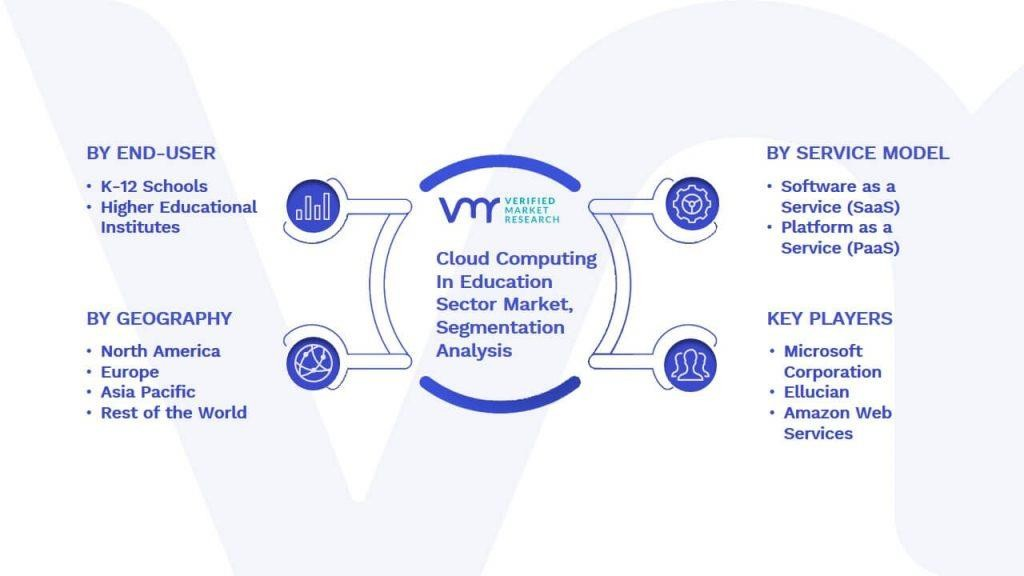 BY END-USER
• K-12 Schools
• Higher Educational
Institutes
BY GEOGRAPHY
• North America
• Europe
• Asia Pacific
• Rest of the World
vmr VERIFIED
MARKET
RESEARCH
Cloud Computing
In Education
Sector Market,
Segmentation
Analysis
BY SERVICE MODEL
• Software as a
Service (SaaS)
• Platform as a
Service (PaaS)
KEY PLAYERS
• Microsoft
Corporation
• Ellucian
• Amazon Web
Services